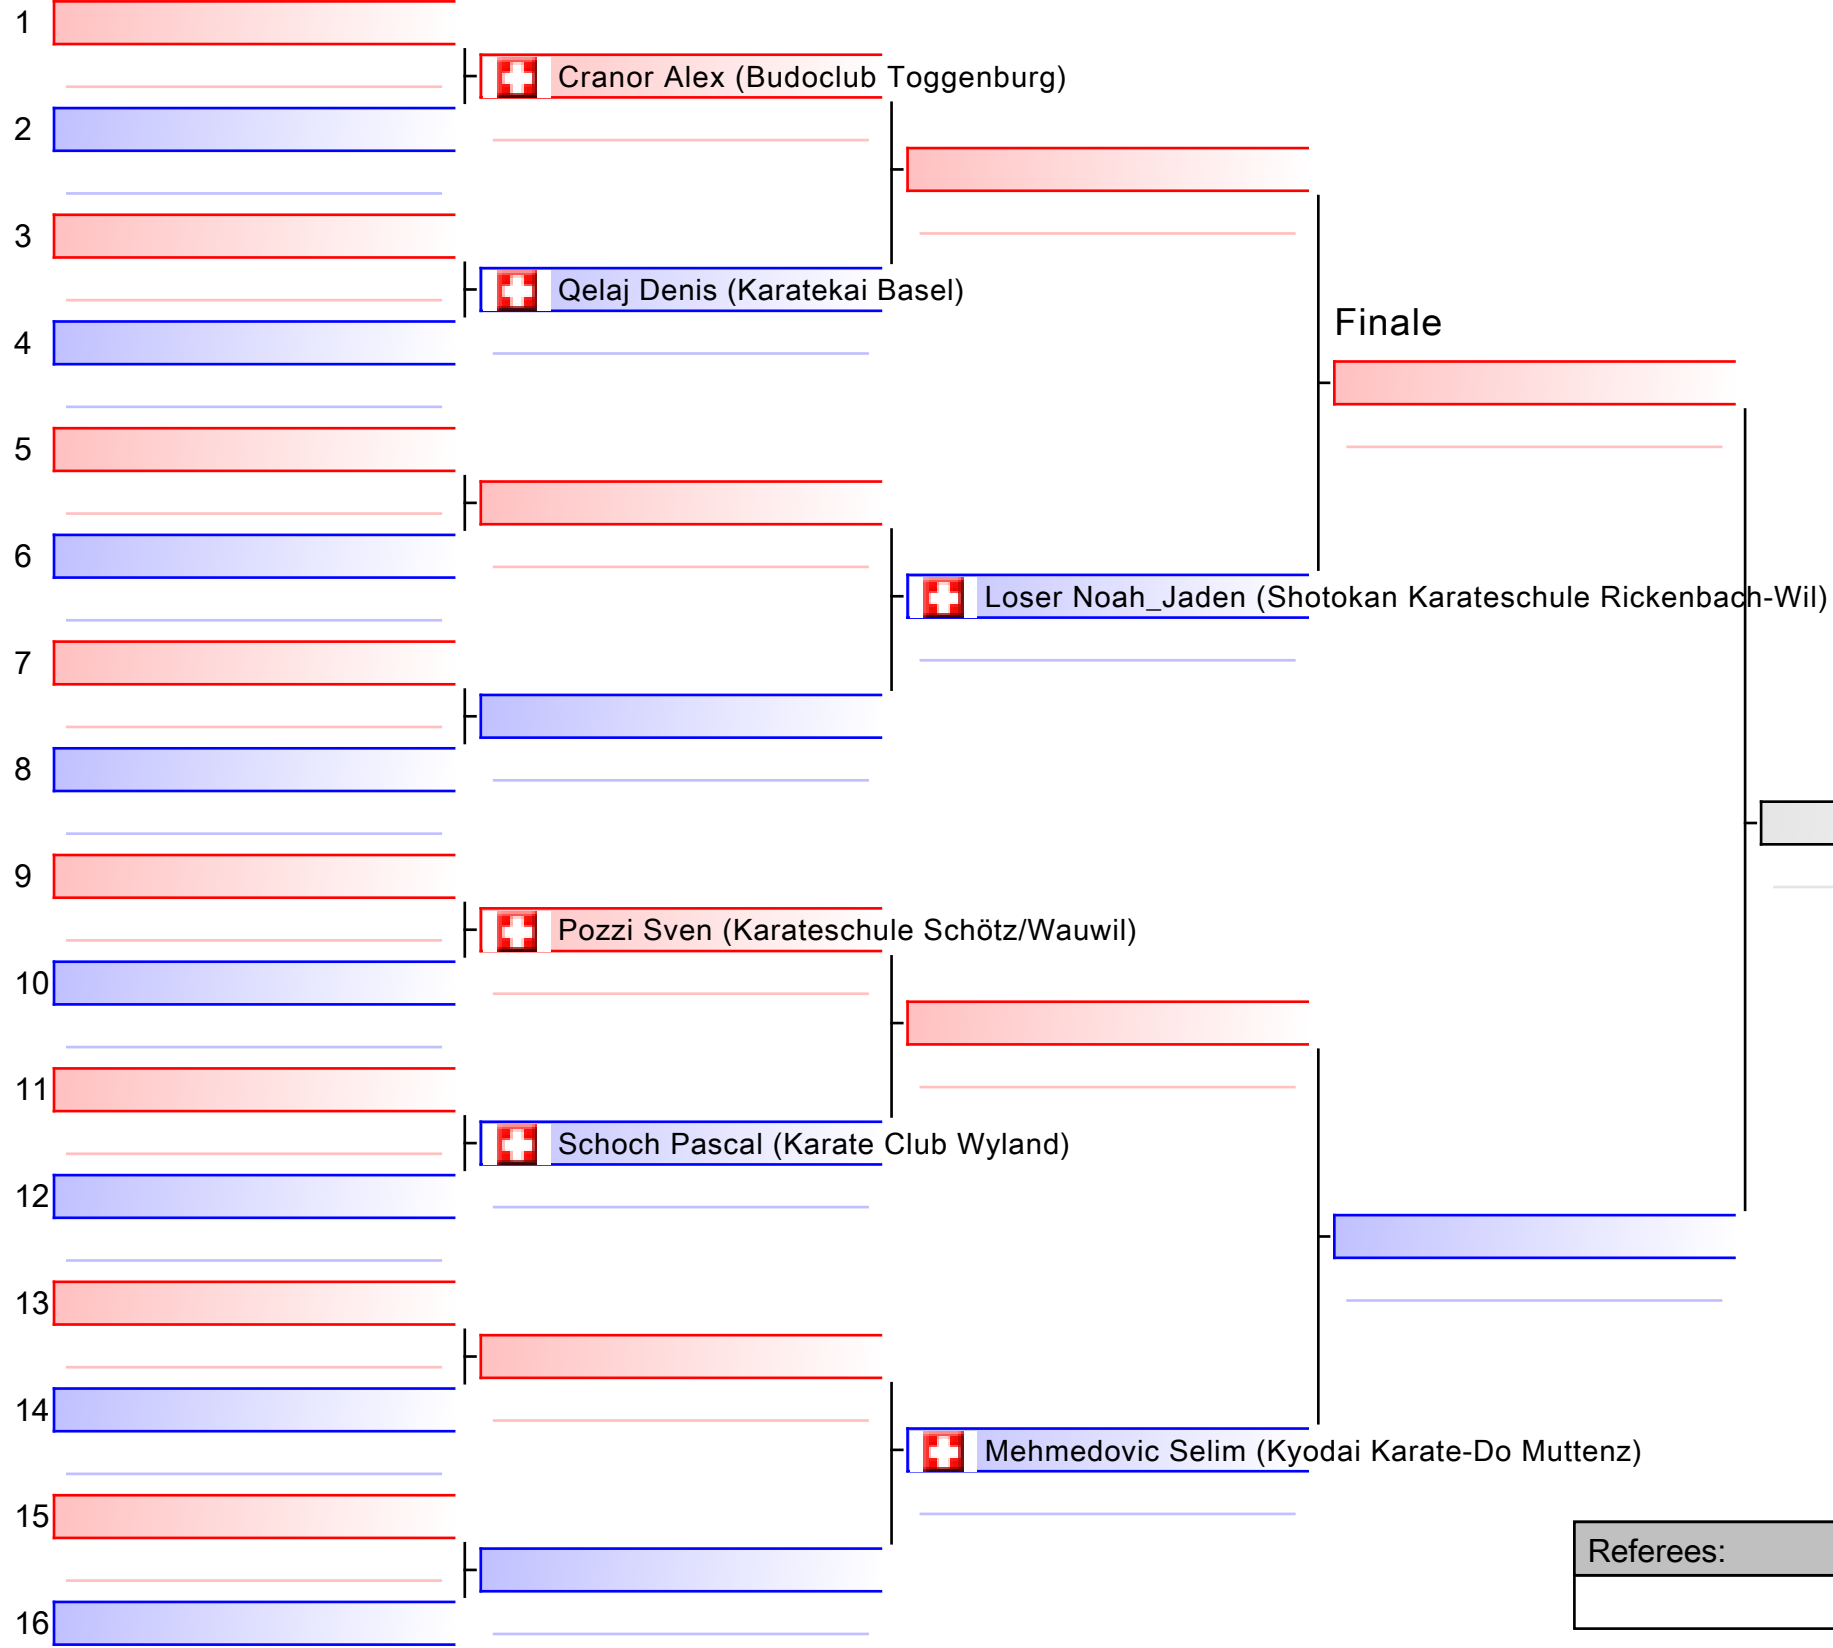 1
Cranor Alex (Budoclub Toggenburg)
2
3
Qelaj Denis (Karatekai Basel)
4
Finale
5
6
Loser Noah_Jaden (Shotokan Karateschule Rickenbach-Wil)
7
8
9
Pozzi Sven (Karateschule Schötz/Wauwil)
10
11
Schoch Pascal (Karate Club Wyland)
12
13
14
Mehmedovic Selim (Kyodai Karate-Do Muttenz)
15
Referees:
16